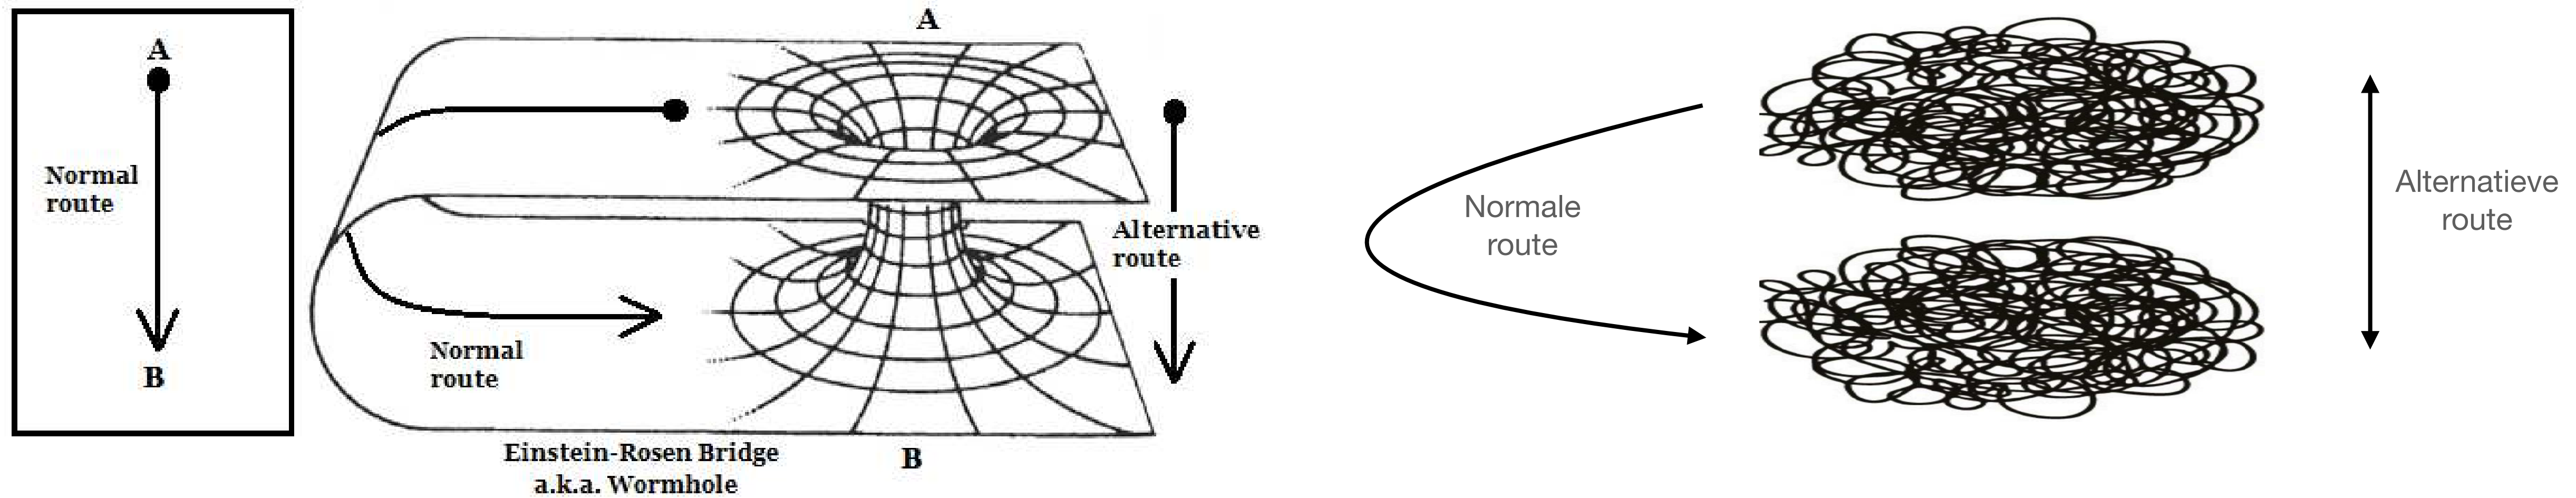 A
Normal
route
B
A
Normal
route
Alternative
route
Einstein-Rosen Bridge
a.k.a. Wormhole
B
Normale
route
Alternatieve
route